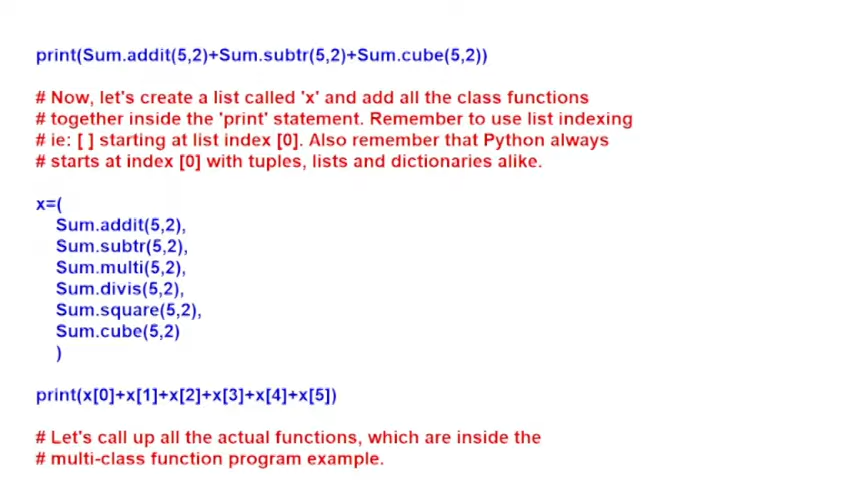 print(Sum.addit(5,2)+Sum.subtr(5,2)+Sum.cube(5,2))
# Now, let's create a list called 'x' and add all the class functions
# together inside the 'print' statement. Remember to use list indexing
# ie: [ ] starting at list index [0]. Also remember that Python always
# starts at index [0] with tuples, lists and dictionaries alike.
x=(
Sum.addit(5,2),
Sum.subtr(5,2),
Sum.multi(5,2),
Sum.divis(5,2),
Sum.square(5,2),
Sum.cube(5,2)
)
print(x[0]+x[1]+x[2]+x[3]+x[4]+x[5])
# Let's call up all the actual functions, which are inside the
# multi-class function program example.